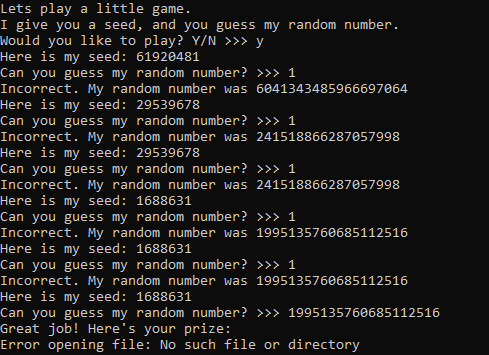 Lets play a little game.
I give you a seed, and you guess my random number.
Would you like to play? Y/N >>> y
Here is my seed: 61920481
Can you guess my random number? >>> 1
Incorrect. My random number was 6041343485966697064
Here is my seed: 29539678
Can you guess my random number? >>> 1
Incorrect. My random number was 241518866287057998
Here is my seed: 29539678
Can you guess my random number? >>> 1
Incorrect. My random number was 241518866287057998
Here is my seed: 1688631
Can you guess my random number? >>> 1
Incorrect. My random number was 1995135760685112516
Here is my seed: 1688631
Can you guess my random number? >>> 1
Incorrect. My random number was 1995135760685112516
Here is my seed: 1688631
Can you guess my random number? >>> 1995135760685112516
Great job! Here's your prize:
Error opening file: No such file or directory